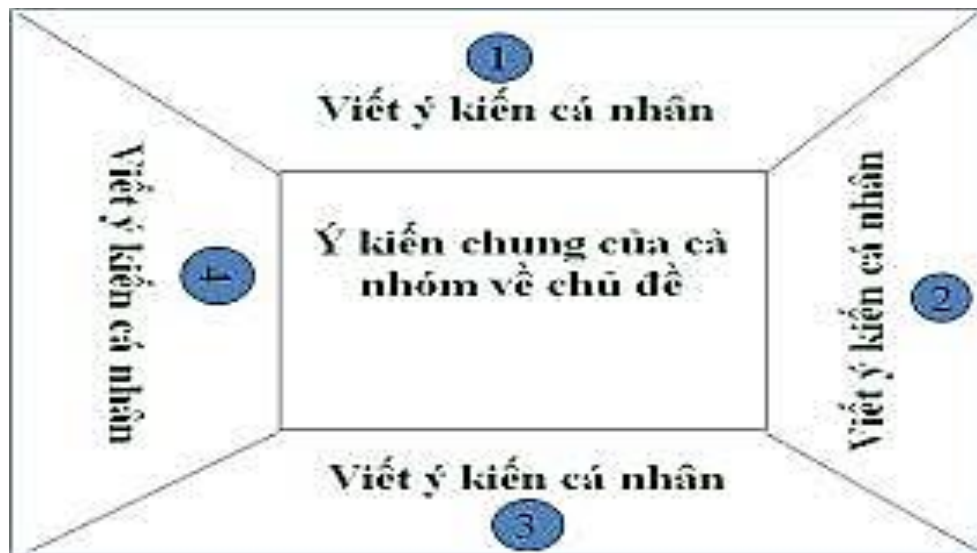 1
Viết ý kiến cá nhân
Viết ý kiến cá nhân
4
Ý kiến chung của cả
nhóm về chủ đề
Viết ý kiến cá nhân
2
Viết ý kiến cá nhân
3